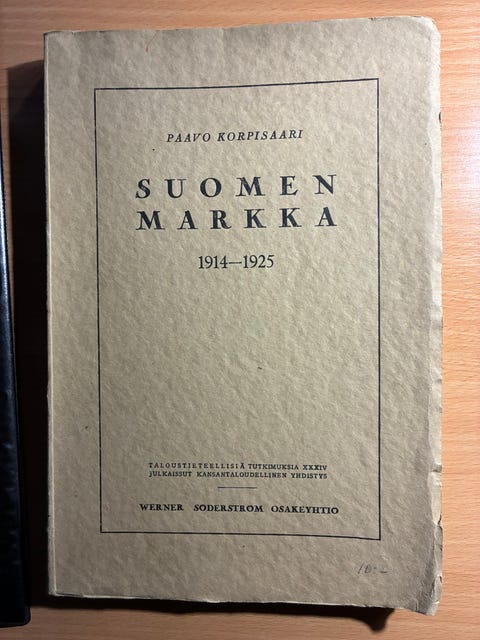 PAAVO KORPISAARI
SUOMEN
MARKKA
1914—1925
TALOUSTIETEELLISIÄ TUTKIMUKSIA XXXIV
JULKAISSUT KANSANTALOUDELLINEN YHDISTYS
WERNER SÖDERSTRÖM OSAKEYHTIÖ